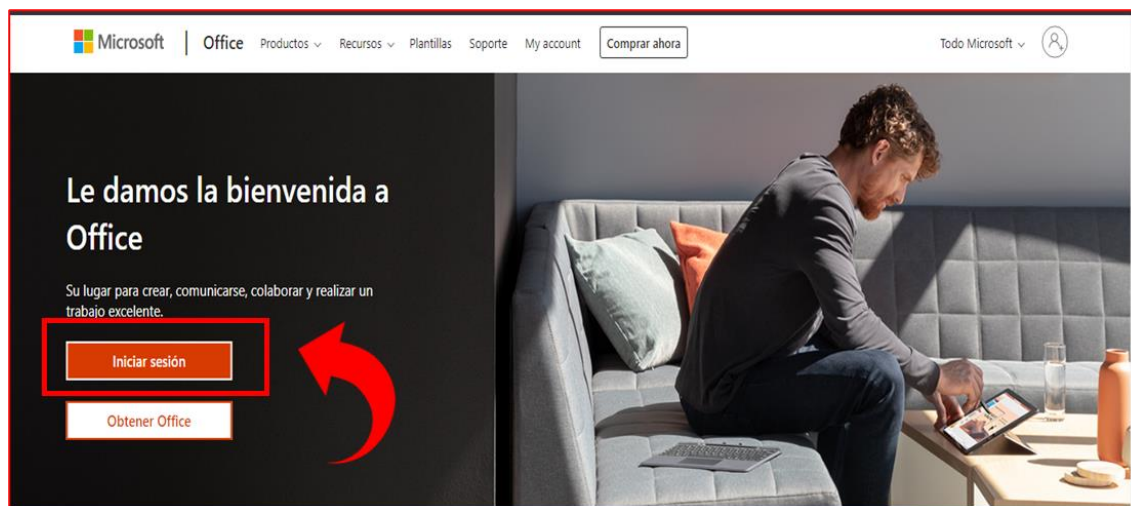 Microsoft | Office Productos Recursos Plantillas Soporte My account Comprar ahora Todo Microsoft
Le damos la bienvenida a
Office
Su lugar para crear, comunicarse, colaborar y realizar un
trabajo excelente.
Iniciar sesión
Obtener Office